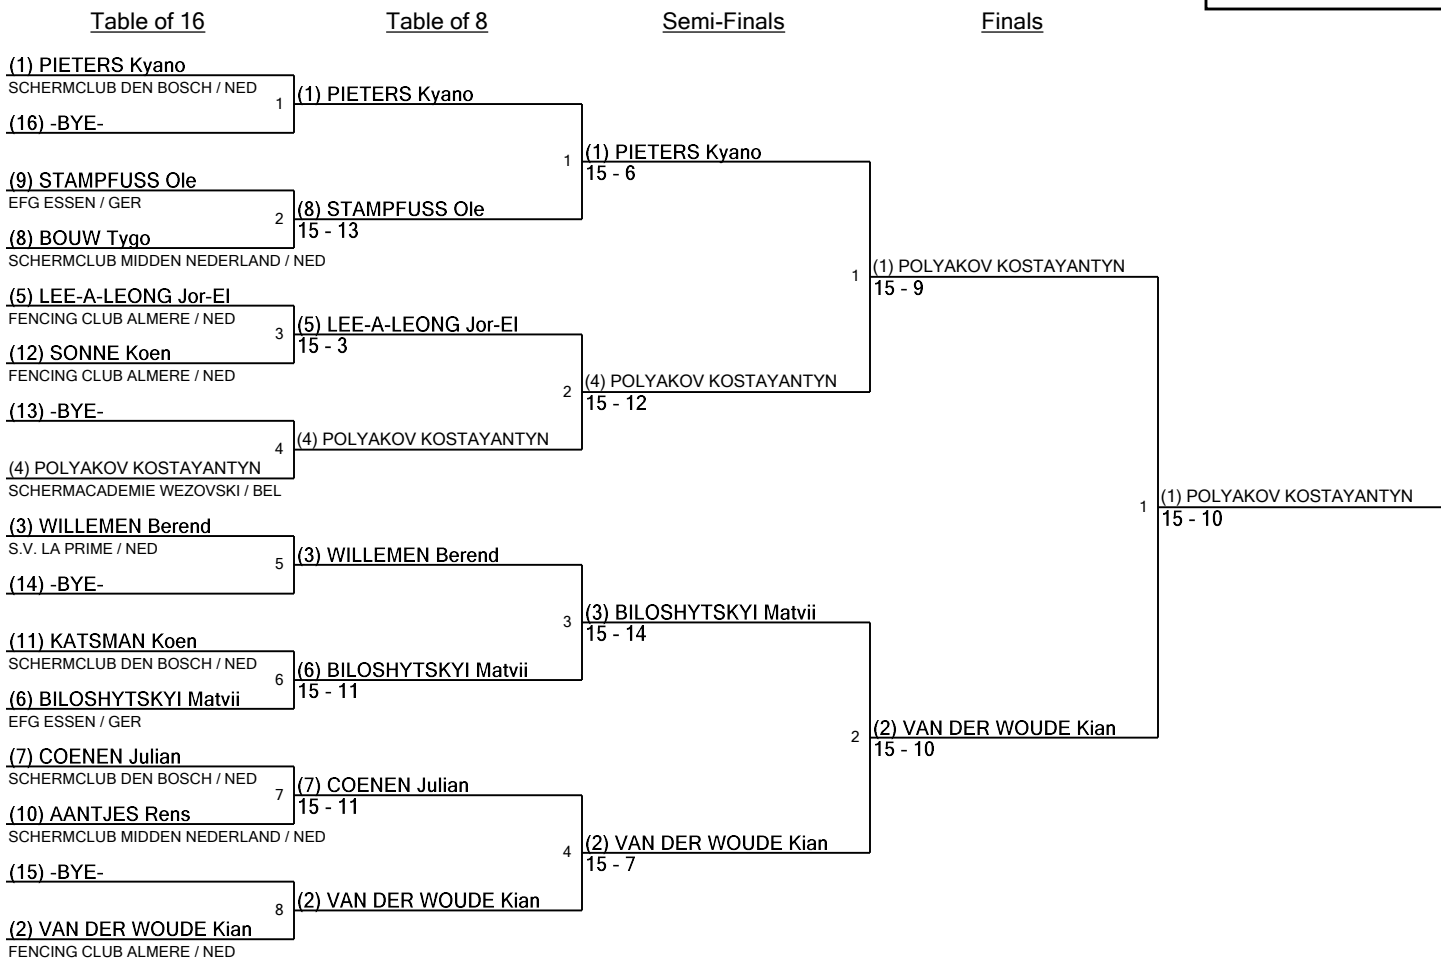 Table of 16
Table of 8
Semi-Finals
Finals
(1) PIETERS Kyano
SCHERMCLUB DEN BOSCH / NED
1
(16) -BYE-
(9) STAMPFUSS Ole
EFG ESSEN / GER
2
(8) BOUW Tygo
SCHERMCLUB MIDDEN NEDERLAND / NED
(5) LEE-A-LEONG Jor-El
FENCING CLUB ALMERE / NED
3
(12) SONNE Koen
FENCING CLUB ALMERE / NED
(13) -BYE-
4
(4) POLYAKOV KOSTAYANTYN
SCHERMACADEMIE WEZOVSKI / BEL
(3) WILLEMEN Berend
S.V. LA PRIME / NED
5
(14) -BYE-
(11) KATSMAN Koen
SCHERMCLUB DEN BOSCH / NED
6
(6) BILOSHYTSKYI Matvii
EFG ESSEN / GER
(7) COENEN Julian
SCHERMCLUB DEN BOSCH / NED
7
(10) AANTJES Rens
SCHERMCLUB MIDDEN NEDERLAND / NED
(15) -BYE-
8
(2) VAN DER WOUDE Kian
FENCING CLUB ALMERE / NED
(1) PIETERS Kyano
1
(8) STAMPFUSS Ole
15 - 13
(5) LEE-A-LEONG Jor-El
15 - 3
2
(4) POLYAKOV KOSTAYANTYN
(3) WILLEMEN Berend
3
(6) BILOSHYTSKYI Matvii
15 - 11
(7) COENEN Julian
15 - 11
4
(2) VAN DER WOUDE Kian
(1) PIETERS Kyano
15 - 6
1
(4) POLYAKOV KOSTAYANTYN
15 - 12
(3) BILOSHYTSKYI Matvii
15 - 14
2
(2) VAN DER WOUDE Kian
15 - 7
(1) POLYAKOV KOSTAYANTYN
15 - 9
1
(2) VAN DER WOUDE Kian
15 - 10
(1) POLYAKOV KOSTAYANTYN
15 - 10